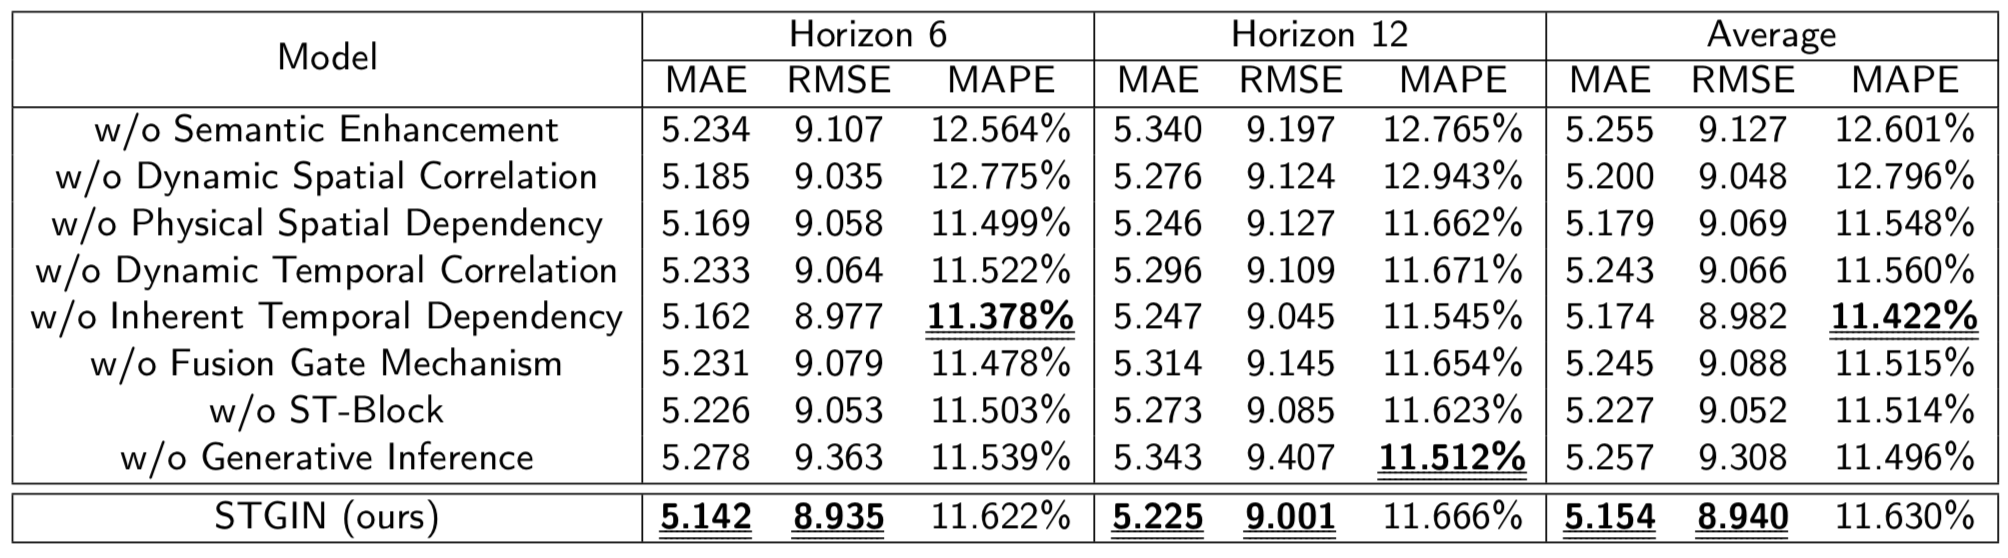 Model Horizon 6 Horizon 12 Average
MAE RMSE MAPE MAE RMSE MAPE MAE RMSE MAPE
w/o Semantic Enhancement 5.234 9.107 12.564% 5.340 9.197 12.765% 5.255 9.127 12.601%
w/o Dynamic Spatial Correlation 5.185 9.035 12.775% 5.276 9.124 12.943% 5.200 9.048 12.796%
w/o Physical Spatial Dependency 5.169 9.058 11.499% 5.246 9.127 11.662% 5.179 9.069 11.548%
w/o Dynamic Temporal Correlation 5.233 9.064 11.522% 5.296 9.109 11.671% 5.243 9.066 11.560%
w/o Inherent Temporal Dependency 5.162 8.977 11.378% 5.247 9.045 11.545% 5.174 8.982 11.422%
w/o Fusion Gate Mechanism 5.231 9.079 11.478% 5.314 9.145 11.654% 5.245 9.088 11.515%
w/o ST-Block 5.226 9.053 11.503% 5.273 9.085 11.623% 5.227 9.052 11.514%
w/o Generative Inference 5.278 9.363 11.539% 5.343 9.407 11.512% 5.257 9.308 11.496%
STGIN (ours) 5.142 8.935 11.622% 5.225 9.001 11.666% 5.154 8.940 11.630%